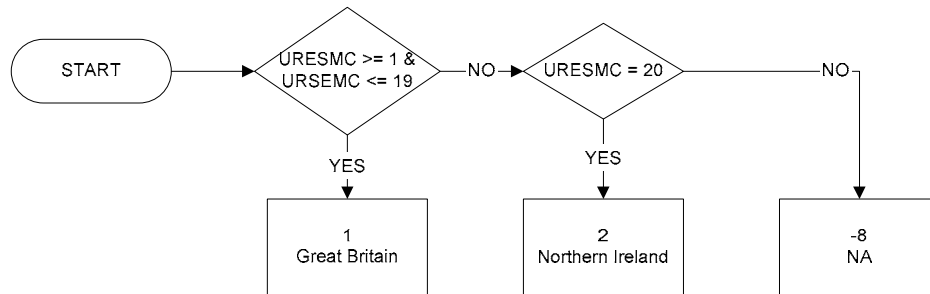 START
URESMC >= 1 &
URSEMC <= 19
NO
URESMC = 20
NO
YES
YES
1
Great Britain
2
Northern Ireland
-8
NA